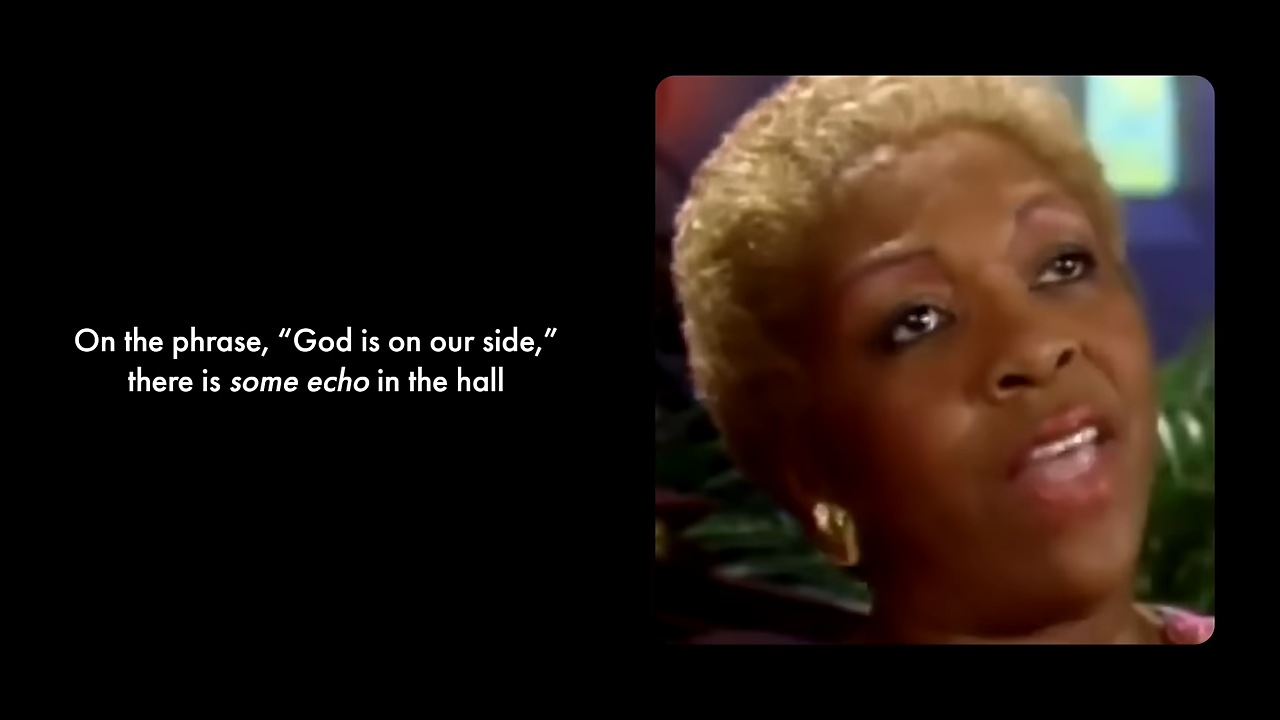 On the phrase, “God is on our side,”
there is some echo in the hall